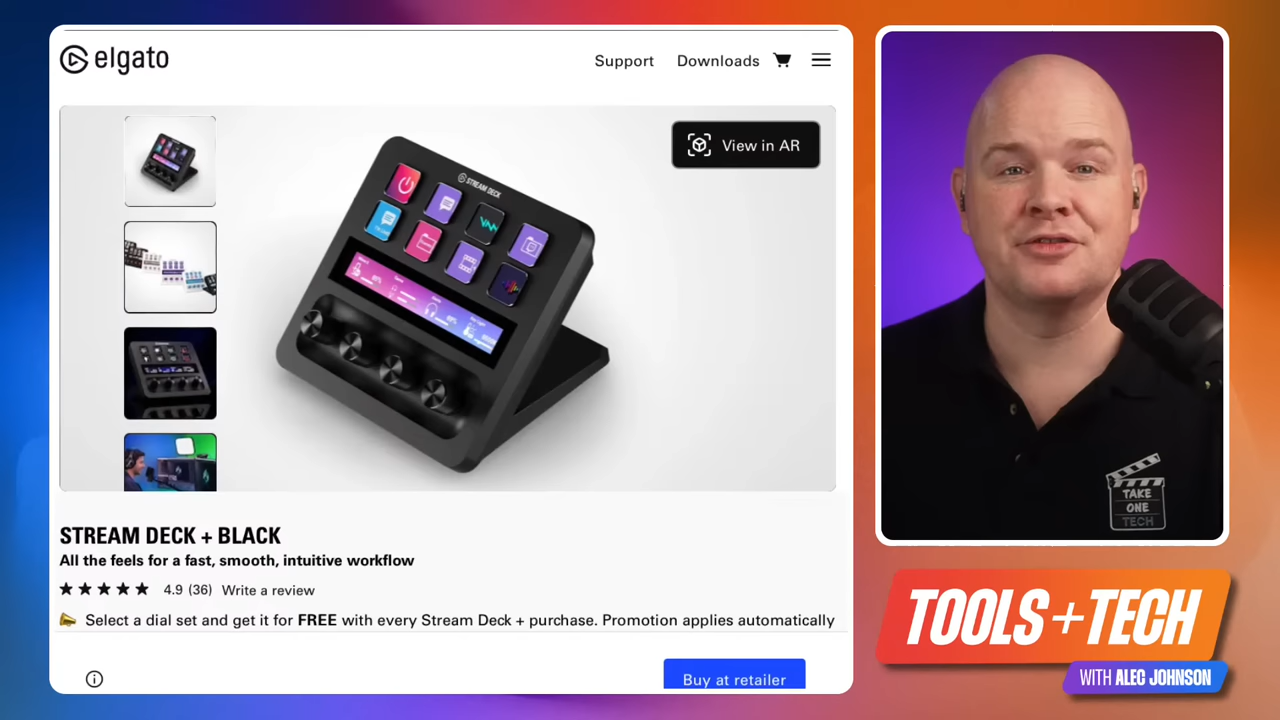 elgato
Support
Downloads
View in AR
STREAM DECK
STREAM DECK + BLACK
All the feels for a fast, smooth, intuitive workflow
4.9 (36) Write a review
Select a dial set and get it for FREE with every Stream Deck + purchase. Promotion applies automatically
Buy at retailer
TAKE
ONE
TECH
TOOLS+TECH
WITH ALEC JOHNSON